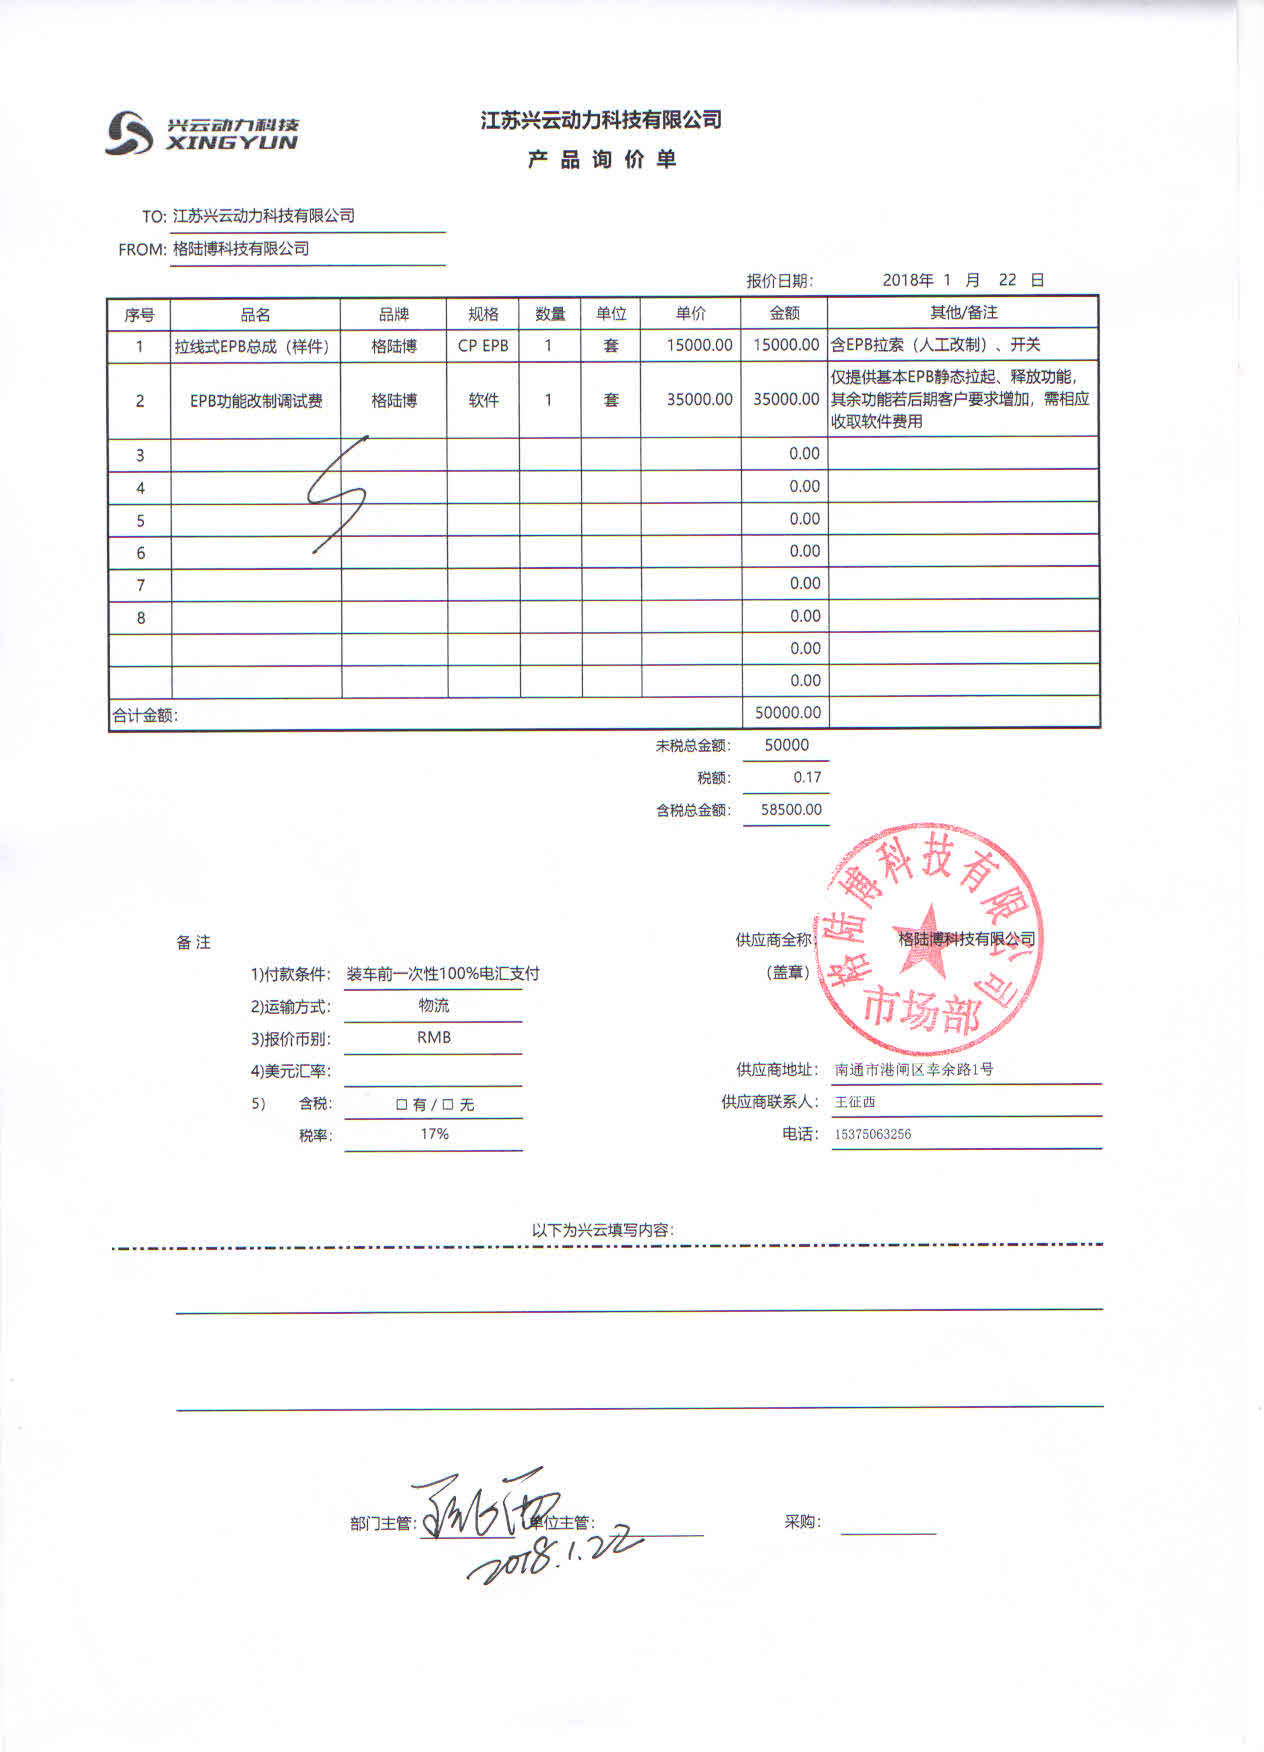 兴云动力科技
XINGYUN
江苏兴云动力科技有限公司
产 品 询 价 单
TO: 江苏兴云动力科技有限公司
FROM: 格陆博科技有限公司
报价日期: 2018年 1 月 22 日
序号 品名 品牌 规格 数量 单位 单价 金额 其他/备注
1 拉线式EPB总成（样件） 格陆博 CP EPB 1 套 15000.00 15000.00 含EPB拉索（人工改制）、开关
2 EPB功能改制调试费 格陆博 软件 1 套 35000.00 35000.00 仅提供基本EPB静态拉起、释放功能，
其余功能若后期客户要求增加，需相应
收取软件费用
3 0.00
4 0.00
5 0.00
6 0.00
7 0.00
8 0.00
0.00
0.00
合计金额: 50000.00
未税总金额: 50000
税额: 0.17
含税总金额: 58500.00
格陆博科技有限公司
市场部
备 注 供应商全称: 格陆博科技有限公司
1)付款条件: 装车前一次性100%电汇支付 （盖章）
2)运输方式: 物流
3)报价币别: RMB
4)美元汇率: 供应商地址: 南通市港闸区幸余路1号
5) 含税: □ 有 / □ 无 供应商联系人: 王征西
税率: 17% 电话: 15375063256
以下为兴云填写内容:
部门主管: 王征西 单位主管: 采购:
2018.1.22